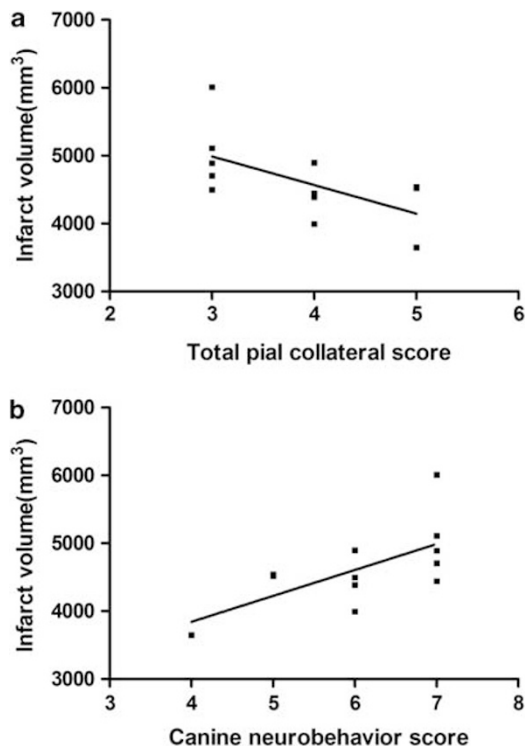 a
7000
6000
5000
4000
3000
Infarct volume(mm³)
2 3 4 5 6
Total pial collateral score
b
7000
6000
5000
4000
3000
Infarct volume(mm³)
3 4 5 6 7 8
Canine neurobehavior score